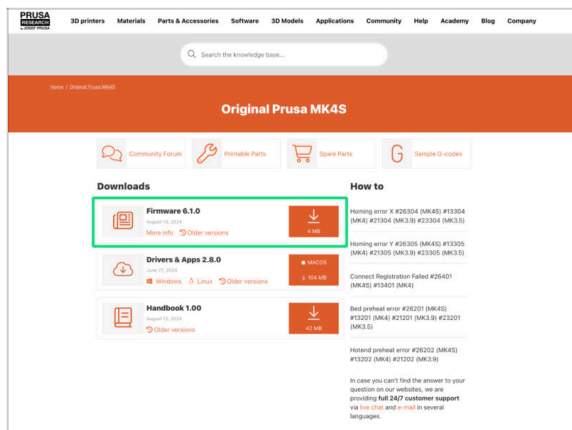 PRUSA
RESEARCH
by JOSEF PRUSA
3D printers Materials Parts & Accessories Software 3D Models Applications Community Help Academy Blog Company
Search the knowledge base...
Home / Original Prusa MK4S
Original Prusa MK4S
Community Forum Printable Parts Spare Parts G Sample G-codes
Downloads
Firmware 6.1.0
August 13, 2024
More info Older versions
4 MB
Drivers & Apps 2.8.0
June 27, 2024
Windows Linux Older versions
MACOS
104 MB
Handbook 1.00
August 12, 2024
Older versions
42 MB
How to
Homing error X #26304 (MK4S) #13304
(MK4) #21304 (MK3.9) #23304 (MK3.5)
Homing error Y #26305 (MK4S) #13305
(MK4) #21305 (MK3.9) #23305 (MK3.5)
Connect Registration Failed #26401
(MK4S) #13401 (MK4)
Bed preheat error #26201 (MK4S)
#13201 (MK4) #21201 (MK3.9) #23201
(MK3.5)
Hotend preheat error #26202 (MK4S)
#13202 (MK4) #21202 (MK3.9)
In case you can't find the answer to your
question on our websites, we are
providing full 24/7 customer support
via live chat and e-mail in several
languages.